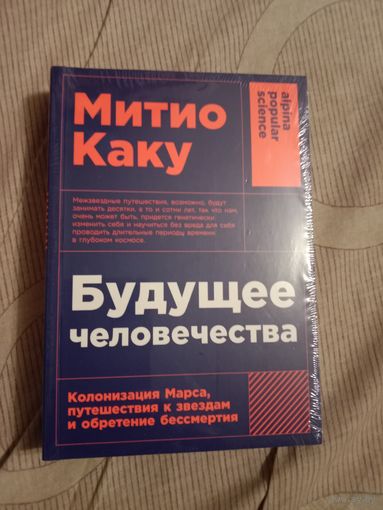 Митио
Каку
alpina
popular
science
Межзвездные путешествия, возможно, будут
занимать десятки, а то и сотни лет, так что нам,
очень может быть, придется генетически
изменить себя и научиться без вреда для себя
проводить длительные периоды времени
в глубоком космосе.
Будущее
человечества
Колонизация Марса,
путешествия к звездам
и обретение бессмертия